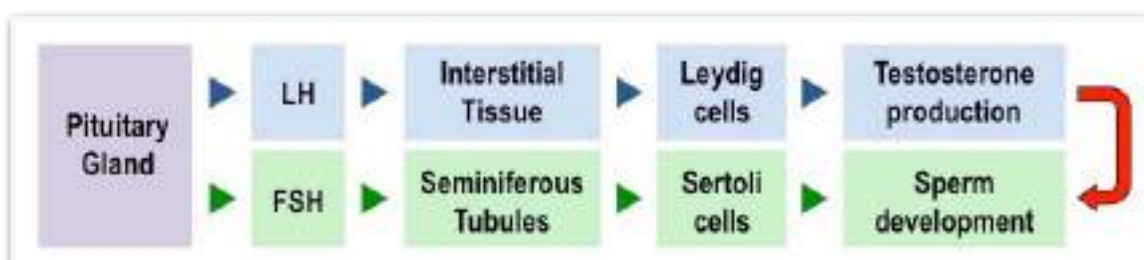 Pituitary
Gland
LH
Interstitial
Tissue
Leydig
cells
Testosterone
production
FSH
Seminiferous
Tubules
Sertoli
cells
Sperm
development